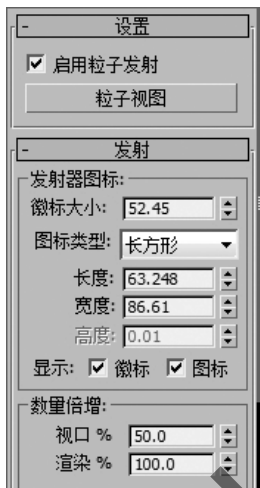 - 设置
启用粒子发射
粒子视图
- 发射
发射器图标:
徽标大小: 52.45
图标类型: 长方形
长度: 63.248
宽度: 86.61
高度: 0.01
显示: 徽标 图标
数量倍增:
视口 % 50.0
渲染 % 100.0